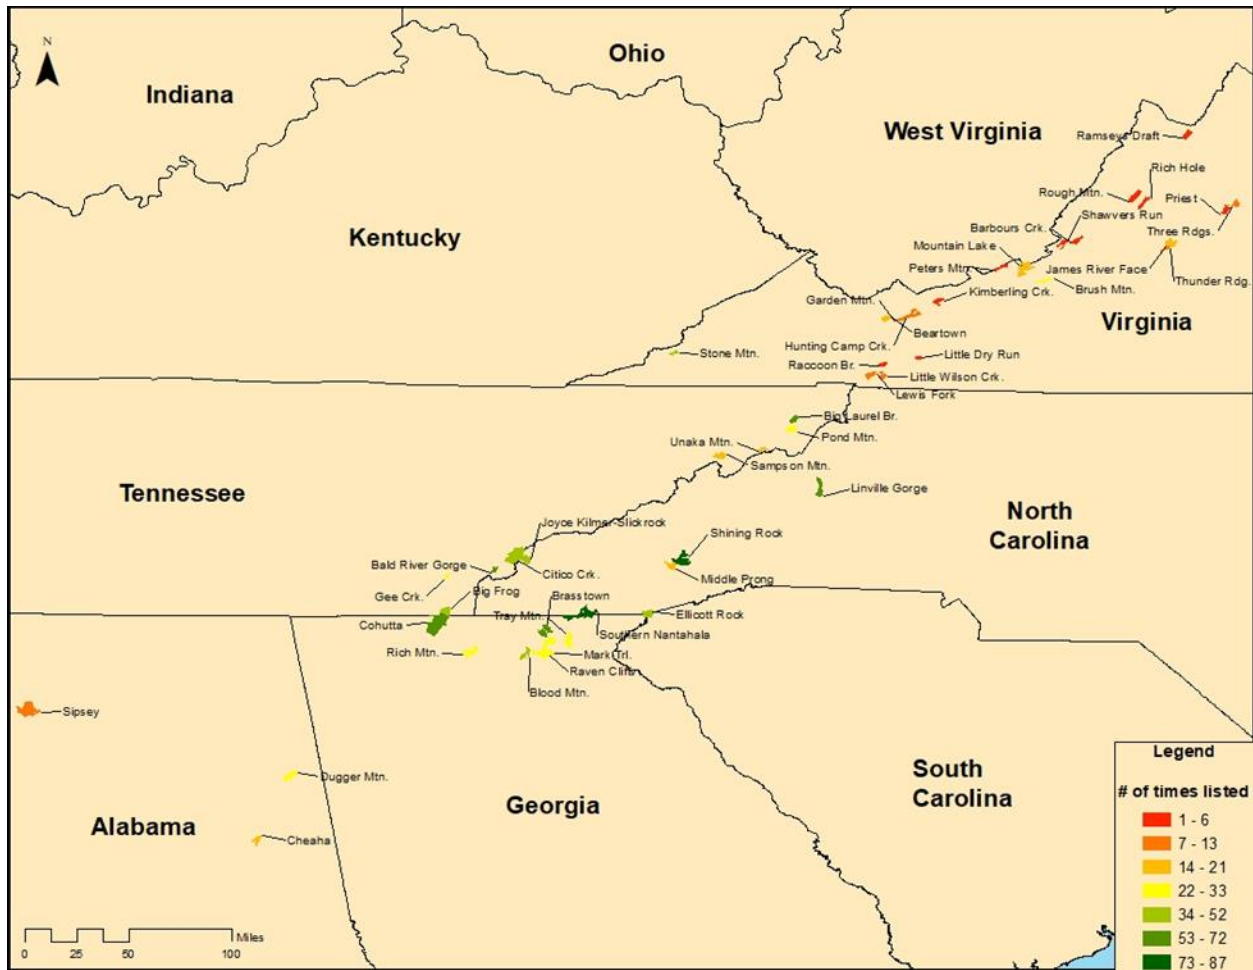 N
Ohio
Indiana
West Virginia
Ramseys Draft
Rich Hole
Rough Mtn.
Priest
Shawvers Run
Barbours Crk.
Three Rdgs.
Kentucky
Mountain Lake
Peters Mtn.
James River Face
Thunder Rdg.
Brush Mtn.
Kimberling Crk.
Garden Mtn.
Virginia
Beartown
Hunting Camp Crk.
Stone Mtn.
Little Dry Run
Raccoon Br.
Little Wilson Crk.
Lewis Fork
Big Laurel Br.
Pond Mtn.
Unaka Mtn.
Sampson Mtn.
Tennessee
Linville Gorge
North
Carolina
Joyce Kilmer-Slickrock
Shining Rock
Bald River Gorge
Citico Crk.
Middle Prong
Gee Crk.
Big Frog
Brasstown
Tray Mtn.
Ellicott Rock
Cohutta
Southern Nantahala
Rich Mtn.
Mark Trl.
Raven Cliffs
Blood Mtn.
Sipsey
Dugger Mtn.
South
Carolina
Georgia
Alabama
Cheaha
Legend
# of times listed
1 - 6
7 - 13
14 - 21
22 - 33
34 - 52
53 - 72
73 - 87
Miles
0 25 50 100